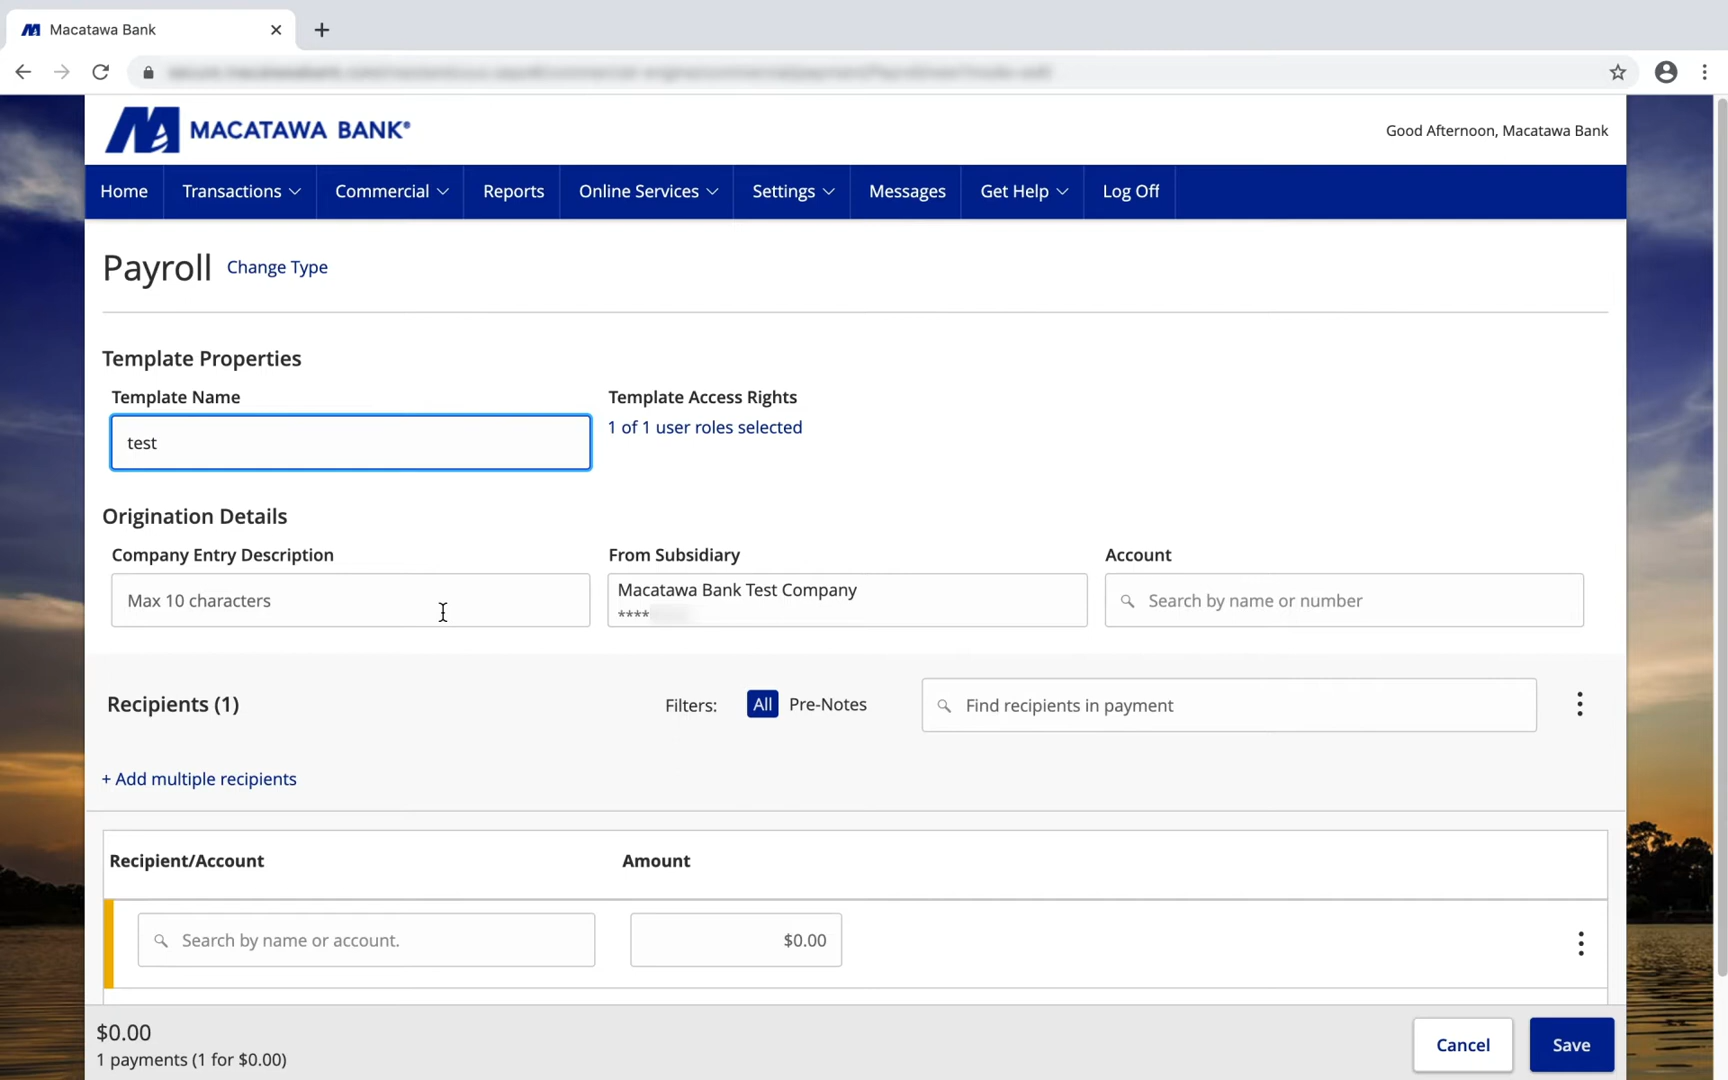 Macatawa Bank
MACATAWA BANK®
Good Afternoon, Macatawa Bank
Home Transactions Commercial Reports Online Services Settings Messages Get Help Log Off
Payroll Change Type
Template Properties
Template Name Template Access Rights
test 1 of 1 user roles selected
Origination Details
Company Entry Description From Subsidiary Account
Max 10 characters Macatawa Bank Test Company Search by name or number
****
Recipients (1) Filters: All Pre-Notes Find recipients in payment
+ Add multiple recipients
Recipient/Account Amount
Search by name or account. $0.00
$0.00
1 payments (1 for $0.00)
Cancel Save